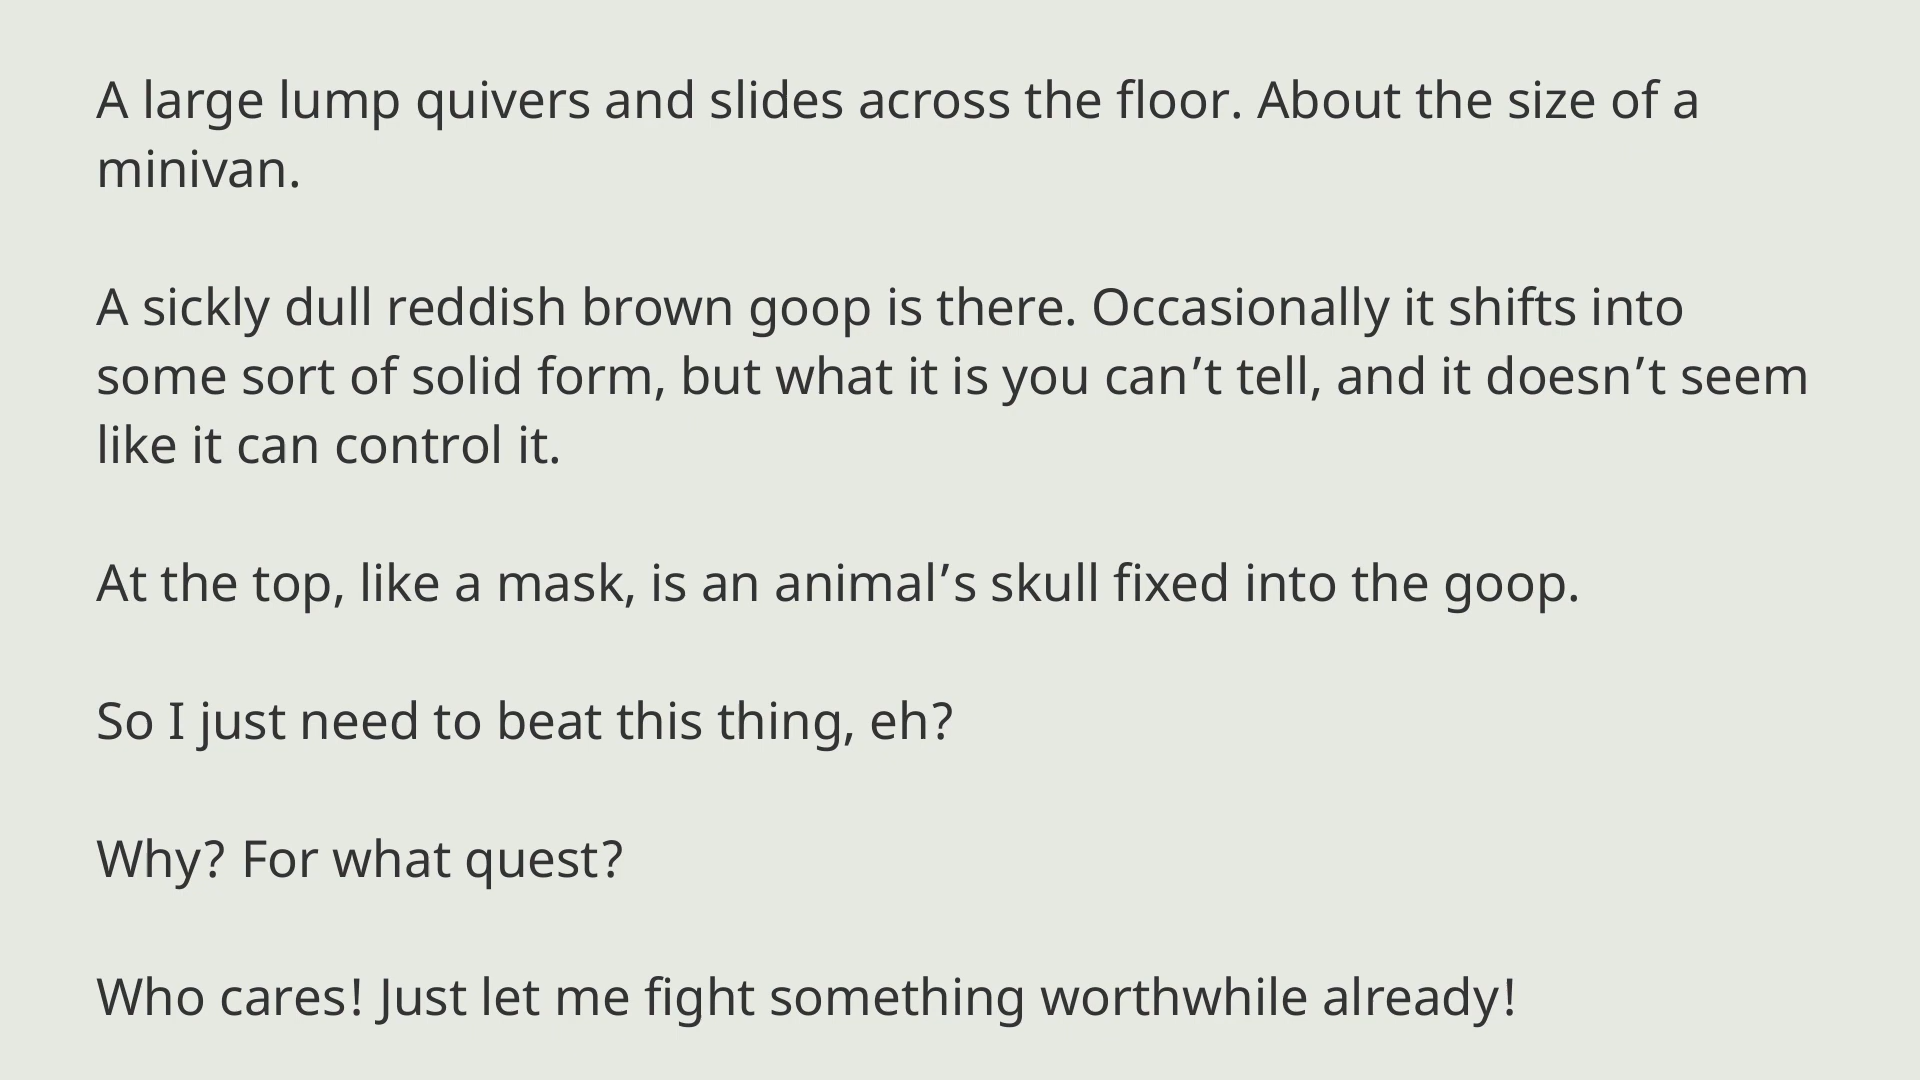 A large lump quivers and slides across the floor. About the size of a
minivan.
A sickly dull reddish brown goop is there. Occasionally it shifts into
some sort of solid form, but what it is you can’t tell, and it doesn’t seem
like it can control it.
At the top, like a mask, is an animal’s skull fixed into the goop.
So I just need to beat this thing, eh?
Why? For what quest?
Who cares! Just let me fight something worthwhile already!